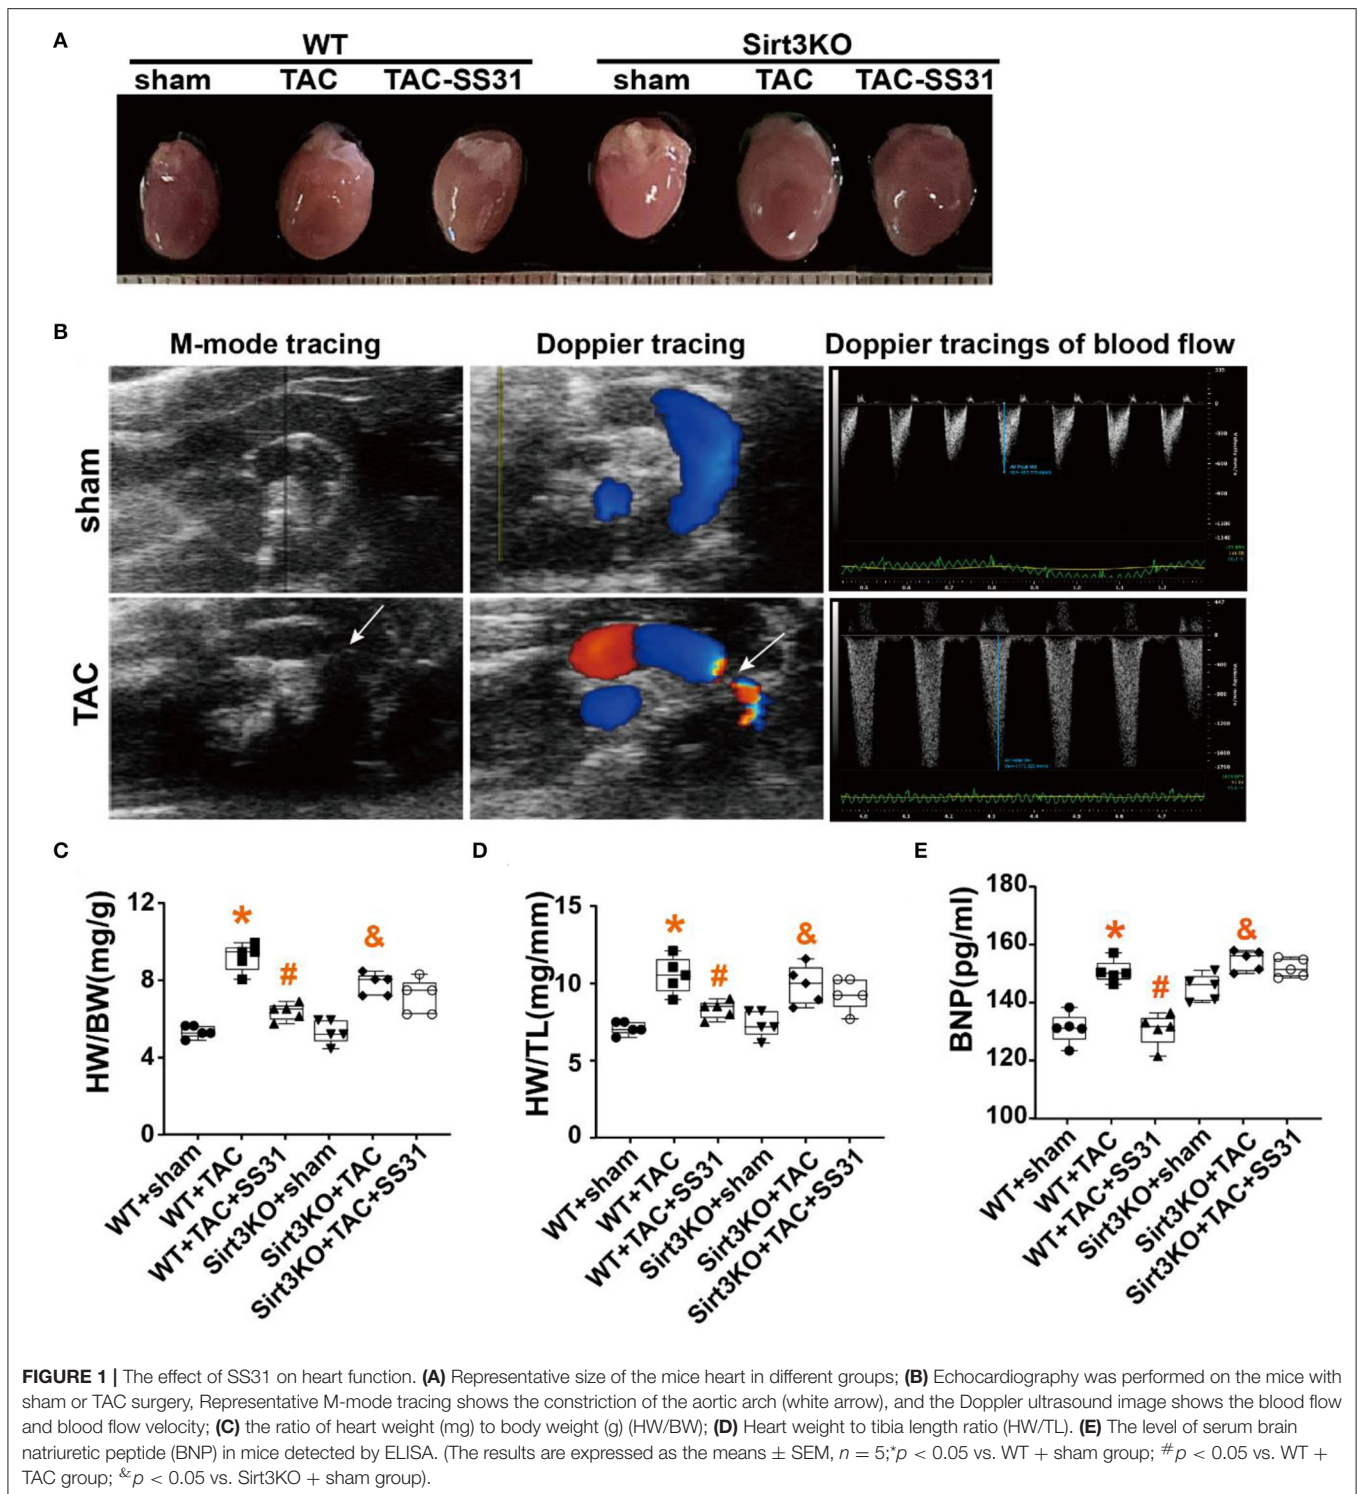 A
WT
Sirt3KO
sham TAC TAC-SS31 sham TAC TAC-SS31
B
M-mode tracing Doppier tracing Doppier tracings of blood flow
sham
TAC
C
HW/BW(mg/g)
12
8
4
0
*
#
&
WT+sham
WT+TAC
WT+TAC+SS31
Sirt3KO+sham
Sirt3KO+TAC
Sirt3KO+TAC+SS31
D
HW/TL(mg/mm)
15
10
5
0
*
#
&
WT+sham
WT+TAC
WT+TAC+SS31
Sirt3KO+sham
Sirt3KO+TAC
Sirt3KO+TAC+SS31
E
BNP(pg/ml)
180
160
140
120
100
*
#
&
WT+sham
WT+TAC
WT+TAC+SS31
Sirt3KO+sham
Sirt3KO+TAC
Sirt3KO+TAC+SS31
FIGURE 1 | The effect of SS31 on heart function. (A) Representative size of the mice heart in different groups; (B) Echocardiography was performed on the mice with
sham or TAC surgery, Representative M-mode tracing shows the constriction of the aortic arch (white arrow), and the Doppler ultrasound image shows the blood flow
and blood flow velocity; (C) the ratio of heart weight (mg) to body weight (g) (HW/BW); (D) Heart weight to tibia length ratio (HW/TL). (E) The level of serum brain
natriuretic peptide (BNP) in mice detected by ELISA. (The results are expressed as the means ± SEM, n = 5;*p < 0.05 vs. WT + sham group; #p < 0.05 vs. WT +
TAC group; &p < 0.05 vs. Sirt3KO + sham group).